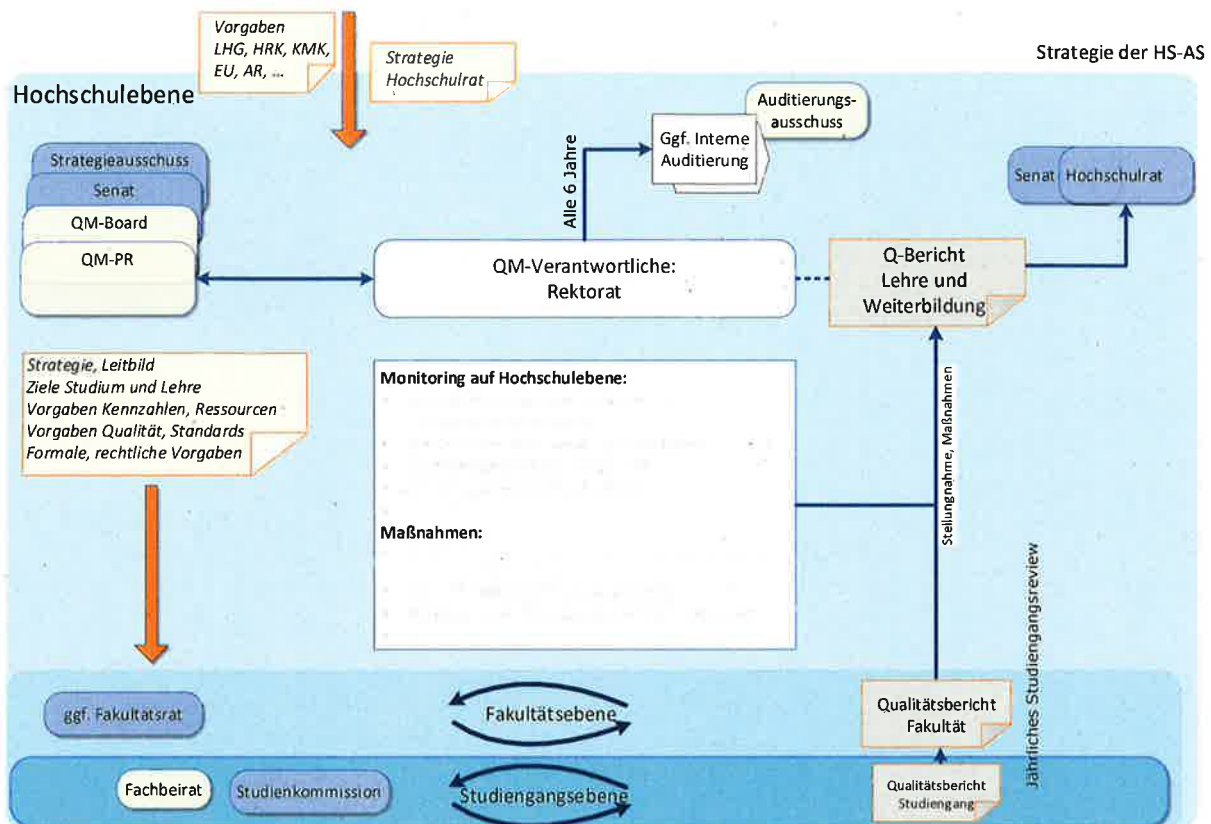 Vorgaben
LHG, HRK, KMK,
EU, AR, ...
Strategie
Hochschulrat
Strategie der HS-AS
Hochschulebene
Auditierungs-
ausschuss
Ggf. Interne
Auditierung
Alle 6 Jahre
Strategieausschuss
Senat
QM-Board
QM-PR
Senat
Hochschulrat
QM-Verantwortliche:
Rektorat
Q-Bericht
Lehre und
Weiterbildung
Strategie, Leitbild
Ziele Studium und Lehre
Vorgaben Kennzahlen, Ressourcen
Vorgaben Qualität, Standards
Formale, rechtliche Vorgaben
Monitoring auf Hochschulebene:
Maßnahmen:
Stellungnahme, Maßnahmen
Jährliches Studiengangsreview
ggf. Fakultätsrat
Fakultätsebene
Qualitätsbericht
Fakultät
Fachbeirat
Studienkommission
Studiengangsebene
Qualitätsbericht
Studiengang